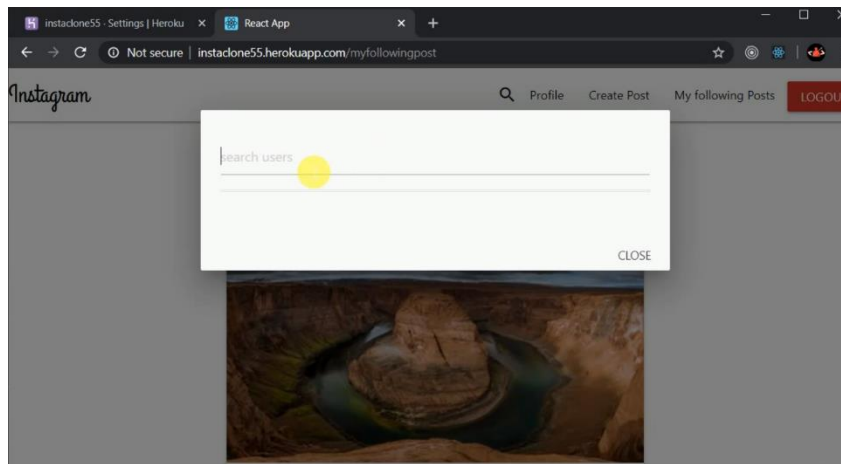 instaclone55 · Settings | Heroku
React App
Not secure | instaclone55.herokuapp.com/myfollowingpost
Instagram
Profile Create Post My following Posts LOGOU
search users
CLOSE